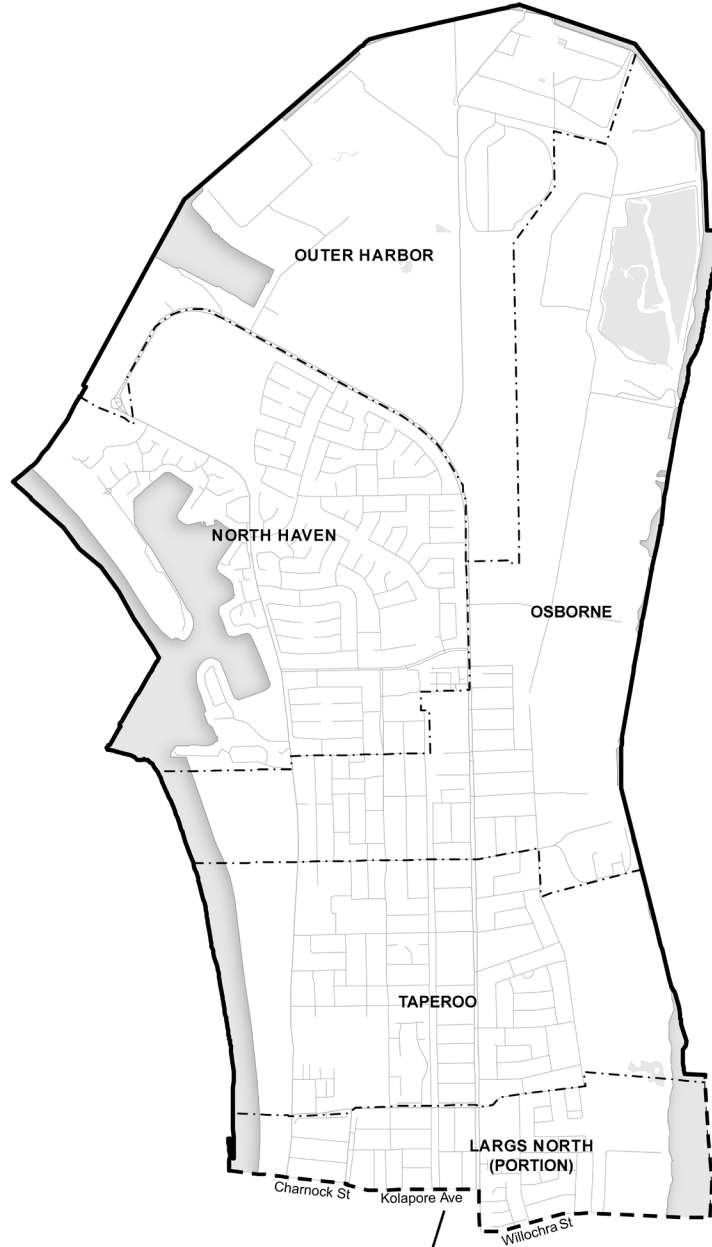 OUTER HARBOR
NORTH HAVEN
OSBORNE
TAPEROO
LARGS NORTH
(PORTION)
Charnock St
Kolapore Ave
Willochra St